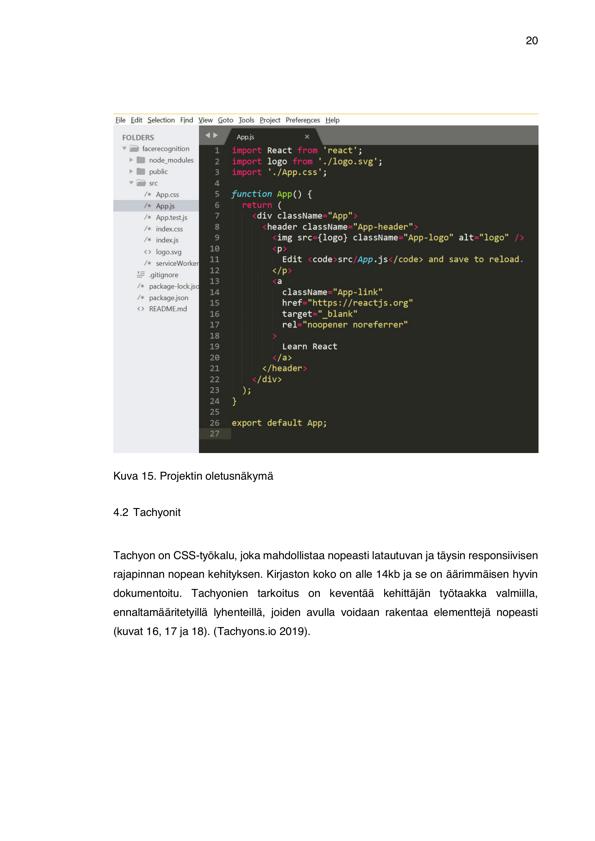 20
File Edit Selection Find View Goto Tools Project Preferences Help
FOLDERS
facerecognition
node_modules
public
src
/* App.css
/* App.js
/* App.test.js
/* index.css
/* index.js
<> logo.svg
/* serviceWorker
.gitignore
/* package-lock.jso
/* package.json
<> README.md
App.js ×
1 import React from 'react';
2 import logo from './logo.svg';
3 import './App.css';
4
5 function App() {
6 return (
7 <div className="App">
8 <header className="App-header">
9 <img src={logo} className="App-logo" alt="logo" />
10 <p>
11 Edit <code>src/App.js</code> and save to reload.
12 </p>
13 <a
14 className="App-link"
15 href="https://reactjs.org"
16 target="_blank"
17 rel="noopener noreferrer"
18 >
19 Learn React
20 </a>
21 </header>
22 </div>
23 );
24 }
25
26 export default App;
27
Kuva 15. Projektin oletusnäkymä
4.2 Tachyonit
Tachyon on CSS-työkalu, joka mahdollistaa nopeasti latautuvan ja täysin responsiivisen
rajapinnan nopean kehityksen. Kirjaston koko on alle 14kb ja se on äärimmäisen hyvin
dokumentoitu. Tachyonien tarkoitus on keventää kehittäjän työtaakka valmiilla,
ennaltamääritetyillä lyhenteillä, joiden avulla voidaan rakentaa elementtejä nopeasti
(kuvat 16, 17 ja 18). (Tachyons.io 2019).